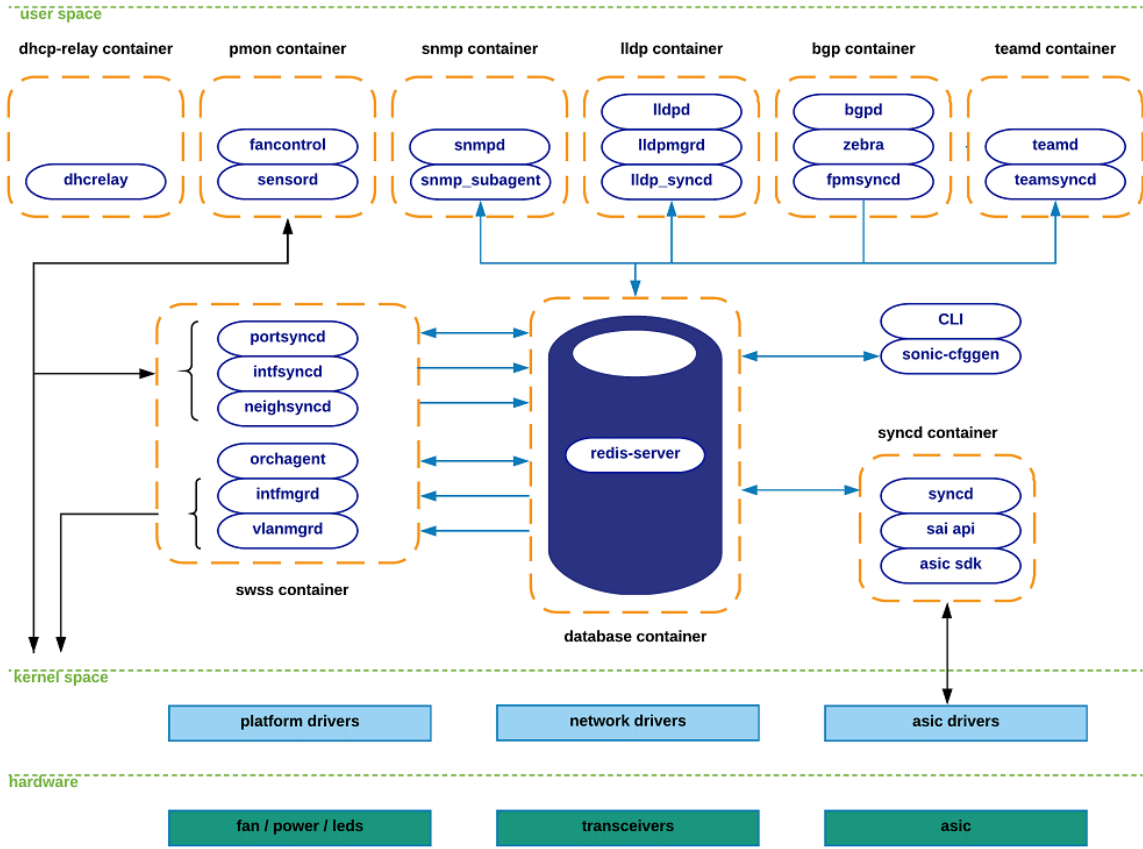 user space
dhcp-relay container
pmon container
snmp container
lldp container
bgp container
teamd container
dhcrelay
fancontrol
sensord
snmpd
snmp_subagent
lldpd
lldpmgrd
lldp_syncd
bgpd
zebra
fpmsyncd
teamd
teamsyncd
portsyncd
intfsyncd
neighsyncd
orchagent
intfmgrd
vlanmgrd
swss container
redis-server
database container
CLI
sonic-cfggen
syncd container
syncd
sai api
asic sdk
kernel space
platform drivers
network drivers
asic drivers
hardware
fan / power / leds
transceivers
asic